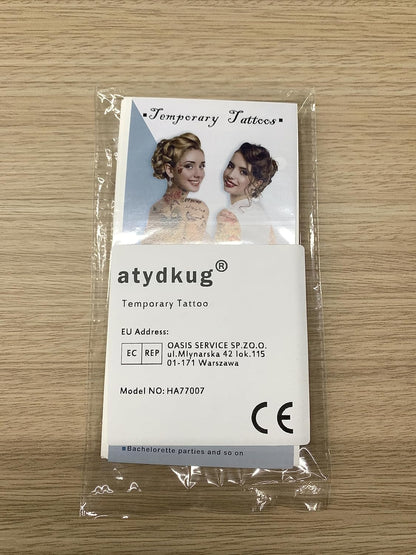 ▪Temporary Tattoos▪
atydkug®
Temporary Tattoo
EU Address:
EC REP
OASIS SERVICE SP.ZO.O.
ul.Mlynarska 42 lok.115
01-171 Warszawa
Model NO: HA77007
CE
▪Bachelorette parties and so on